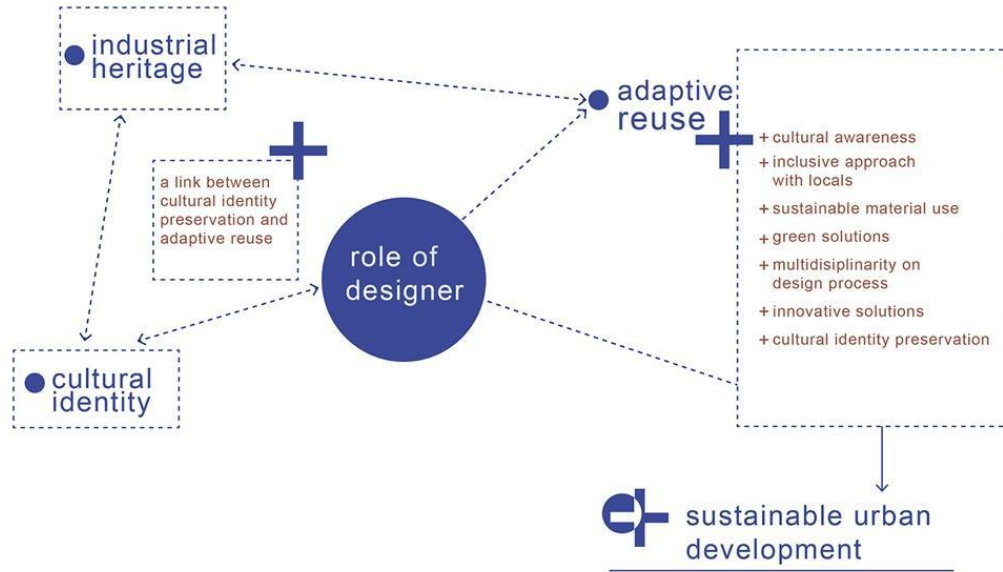 industrial
heritage
adaptive
reuse
+ cultural awareness
+ inclusive approach
with locals
+ sustainable material use
+ green solutions
+ multidisiplinarity on
design process
+ innovative solutions
+ cultural identity preservation
a link between
cultural identity
preservation and
adaptive reuse
role of
designer
cultural
identity
sustainable urban
development